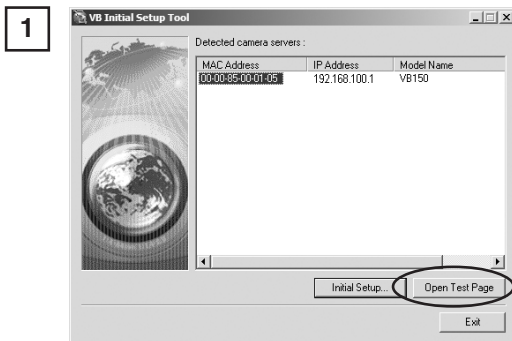 1
VB Initial Setup Tool
Detected camera servers :
MAC Address IP Address Model Name
00-00-85-00-01-05 192.168.100.1 VB150
Initial Setup... Open Test Page
Exit